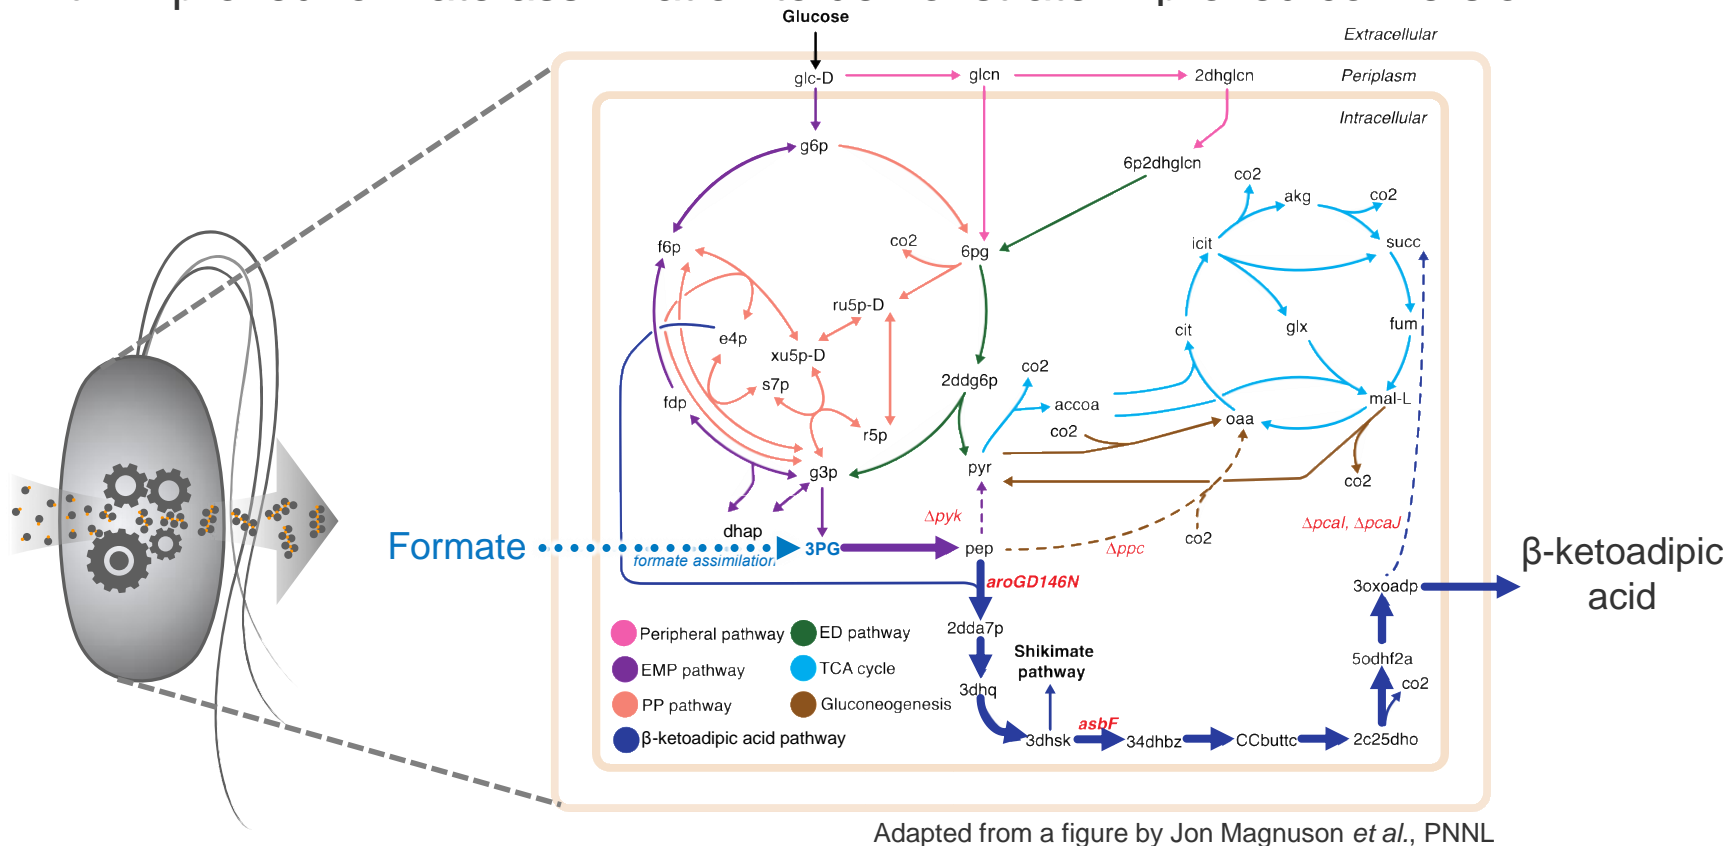 Glucose
Extracellular
glc-D
glcn
2dhglcn
Periplasm
Intracellular
g6p
6p2dhglcn
co2
akg
co2
f6p
co2
6pg
icit
succ
ru5p-D
e4p
xu5p-D
cit
glx
fum
s7p
2ddg6p
co2
fdp
accoa
mal-L
r5p
co2
oaa
g3p
pyr
co2
Δpyk
ΔpcaI, ΔpcaJ
dhap
co2
Formate
formate assimilation
3PG
pep
Δppc
β-ketoadipic
acid
aroGD146N
3oxoadp
2dda7p
Peripheral pathway
ED pathway
Shikimate
pathway
5odhf2a
EMP pathway
TCA cycle
3dhq
co2
PP pathway
Gluconeogenesis
asbF
β-ketoadipic acid pathway
3dhsk
34dhbz
CCbuttc
2c25dho
Adapted from a figure by Jon Magnuson et al., PNNL